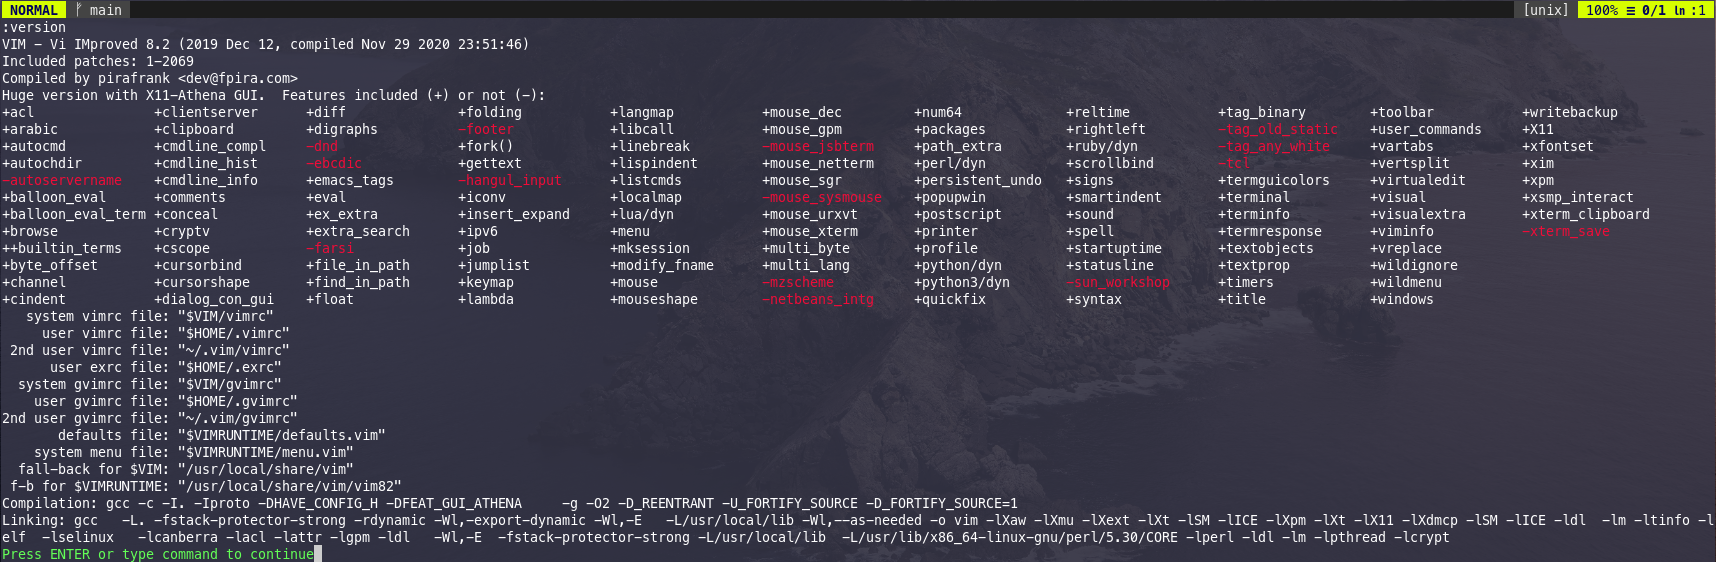 NORMAL ᚠ main [unix] 100% ☰ 0/1 ㏑ :1
:version
VIM - Vi IMproved 8.2 (2019 Dec 12, compiled Nov 29 2020 23:51:46)
Included patches: 1-2069
Compiled by pirafrank <dev@fpira.com>
Huge version with X11-Athena GUI.  Features included (+) or not (-):
+acl +clientserver +diff +folding +langmap +mouse_dec +num64 +reltime +tag_binary +toolbar +writebackup
+arabic +clipboard +digraphs -footer +libcall +mouse_gpm +packages +rightleft -tag_old_static +user_commands +X11
+autocmd +cmdline_compl -dnd +fork() +linebreak -mouse_jsbterm +path_extra +ruby/dyn -tag_any_white +vartabs +xfontset
+autochdir +cmdline_hist -ebcdic +gettext +lispindent +mouse_netterm +perl/dyn +scrollbind -tcl +vertsplit +xim
-autoservername +cmdline_info +emacs_tags -hangul_input +listcmds +mouse_sgr +persistent_undo +signs +termguicolors +virtualedit +xpm
+balloon_eval +comments +eval +iconv +localmap -mouse_sysmouse +popupwin +smartindent +terminal +visual +xsmp_interact
+balloon_eval_term +conceal +ex_extra +insert_expand +lua/dyn +mouse_urxvt +postscript +sound +terminfo +visualextra +xterm_clipboard
+browse +cryptv +extra_search +ipv6 +menu +mouse_xterm +printer +spell +termresponse +viminfo -xterm_save
++builtin_terms +cscope -farsi +job +mksession +multi_byte +profile +startuptime +textobjects +vreplace
+byte_offset +cursorbind +file_in_path +jumplist +modify_fname +multi_lang +python/dyn +statusline +textprop +wildignore
+channel +cursorshape +find_in_path +keymap +mouse -mzscheme +python3/dyn -sun_workshop +timers +wildmenu
+cindent +dialog_con_gui +float +lambda +mouseshape -netbeans_intg +quickfix +syntax +title +windows
system vimrc file: "$VIM/vimrc"
user vimrc file: "$HOME/.vimrc"
2nd user vimrc file: "~/.vim/vimrc"
user exrc file: "$HOME/.exrc"
system gvimrc file: "$VIM/gvimrc"
user gvimrc file: "$HOME/.gvimrc"
2nd user gvimrc file: "~/.vim/gvimrc"
defaults file: "$VIMRUNTIME/defaults.vim"
system menu file: "$VIMRUNTIME/menu.vim"
fall-back for $VIM: "/usr/local/share/vim"
f-b for $VIMRUNTIME: "/usr/local/share/vim/vim82"
Compilation: gcc -c -I. -Iproto -DHAVE_CONFIG_H -DFEAT_GUI_ATHENA     -g -O2 -D_REENTRANT -U_FORTIFY_SOURCE -D_FORTIFY_SOURCE=1
Linking: gcc   -L. -fstack-protector-strong -rdynamic -Wl,-export-dynamic -Wl,-E   -L/usr/local/lib -Wl,--as-needed -o vim -lXaw -lXmu -lXext -lXt -lSM -lICE -lXpm -lXt -lX11 -lXdmcp -lSM -lICE -ldl  -lm -ltinfo -l
elf  -lselinux   -lcanberra -lacl -lattr -lgpm -ldl   -Wl,-E  -fstack-protector-strong -L/usr/local/lib  -L/usr/lib/x86_64-linux-gnu/perl/5.30/CORE -lperl -ldl -lm -lpthread -lcrypt
Press ENTER or type command to continue